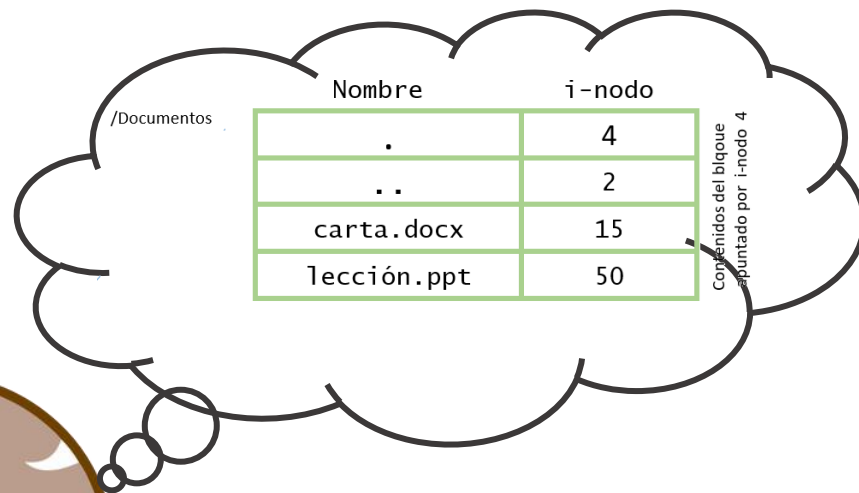 Nombre i-nodo
/Documentos
. 4
.. 2
carta.docx 15
lección.ppt 50
Contenidos del blqoue
apuntado por i-nodo 4